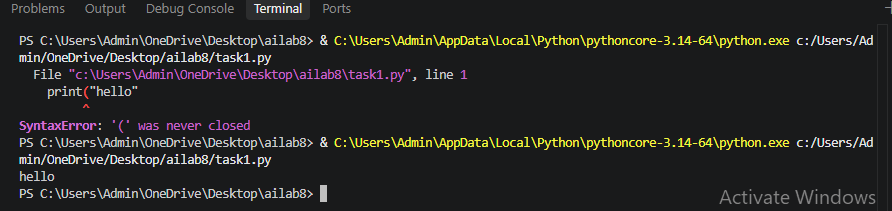 Problems Output Debug Console Terminal Ports
PS C:\Users\Admin\OneDrive\Desktop\ailab8> & C:\Users\Admin\AppData\Local\Python\pythoncore-3.14-64\python.exe c:/Users/Ad
min/OneDrive/Desktop/ailab8/task1.py
  File "c:\Users\Admin\OneDrive\Desktop\ailab8\task1.py", line 1
    print("hello"
         ^
SyntaxError: '(' was never closed
PS C:\Users\Admin\OneDrive\Desktop\ailab8> & C:\Users\Admin\AppData\Local\Python\pythoncore-3.14-64\python.exe c:/Users/Ad
min/OneDrive/Desktop/ailab8/task1.py
hello
PS C:\Users\Admin\OneDrive\Desktop\ailab8>
Activate Windows